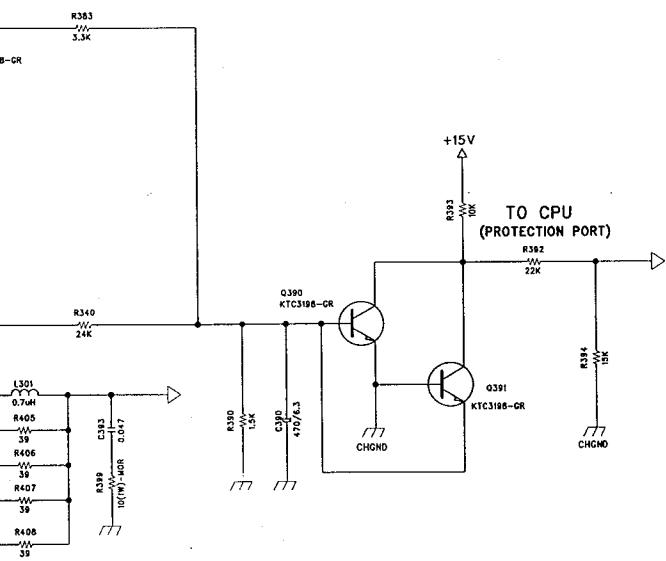 R383
3.3K
8-GR
+15V
R393
10K
TO CPU
(PROTECTION PORT)
R392
22K
Q390
KTC3198-GR
R340
24K
R394
15K
L301
0.7uH
Q391
KTC3198-GR
R405
39
C393
0.047
R390
1.5K
C390
470/6.3
CHGND
CHGND
R406
39
R399
10(1W)-MOR
R407
39
R408
39